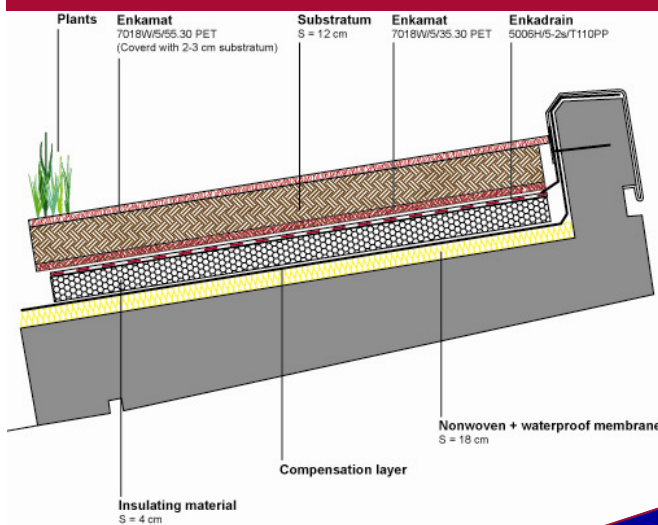 Plants
Enkamat
7018W/5/55.30 PET
(Coverd with 2-3 cm substratum)
Substratum
S = 12 cm
Enkamat
7018W/5/35.30 PET
Enkadrain
5006H/5-2s/T110PP
Nonwoven + waterproof membrane
S = 18 cm
Compensation layer
Insulating material
S = 4 cm